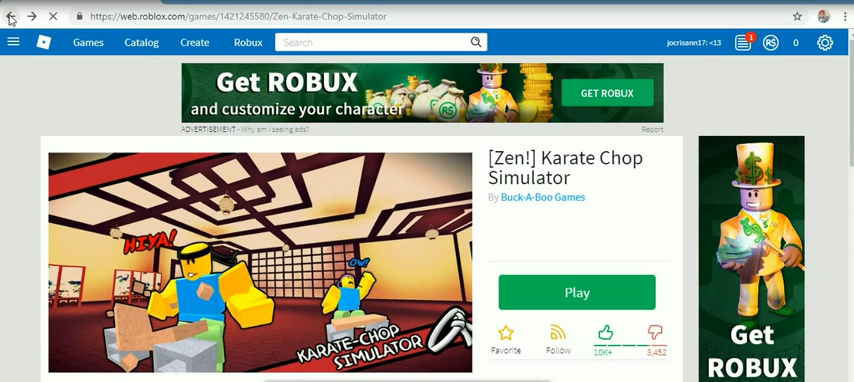 https://web.roblox.com/games/1421245580/Zen-Karate-Chop-Simulator
Games Catalog Create Robux Search jocrisann17: <13 1 R$ 0
Get ROBUX
and customize your character
GET ROBUX
ADVERTISEMENT - Why am I seeing ads? Report
[Zen!] Karate Chop
Simulator
By Buck-A-Boo Games
HIYA!
OW!
KARATE-CHOP
SIMULATOR
Play
Favorite Follow 10K+ 3,452
Get
ROBUX